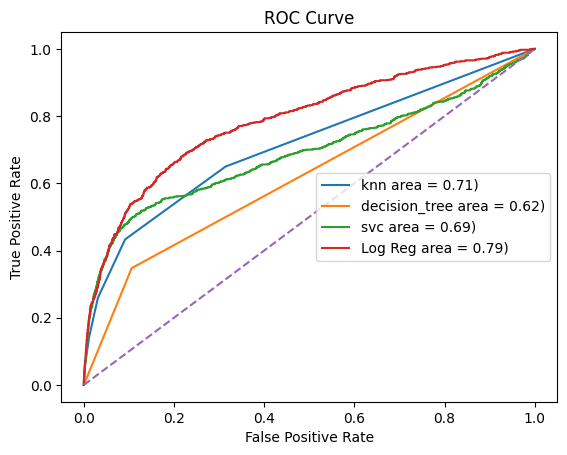 ROC Curve
1.0
0.8
0.6
0.4
0.2
0.0
True Positive Rate
knn area = 0.71)
decision_tree area = 0.62)
svc area = 0.69)
Log Reg area = 0.79)
0.0 0.2 0.4 0.6 0.8 1.0
False Positive Rate